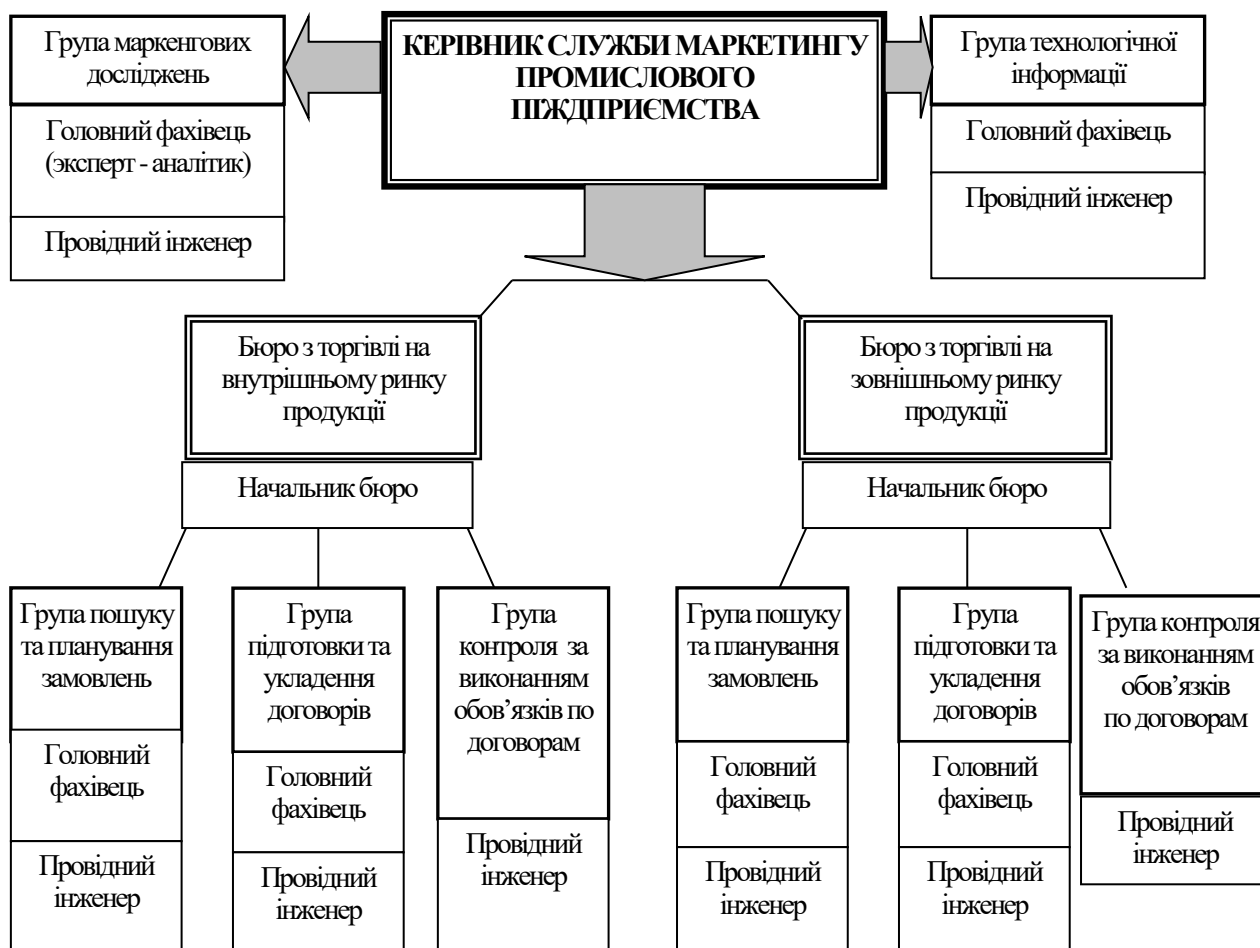 Група маркенгових
досліджень
Головний фахівець
(эксперт - аналітик)
Провідний інженер
КЕРІВНИК СЛУЖБИ МАРКЕТИНГУ
ПРОМИСЛОВОГО
ПІЖДПРИЄМСТВА
Група технологічної
інформації
Головний фахівець
Провідний інженер
Бюро з торгівлі на
внутрішньому ринку
продукції
Начальник бюро
Бюро з торгівлі на
зовнішньому ринку
продукції
Начальник бюро
Група пошуку
та планування
замовлень
Головний
фахівець
Провідний
інженер
Група
підготовки та
укладення
договорів
Головний
фахівець
Провідний
інженер
Група
контроля за
виконанням
обов’язків по
договорам
Провідний
інженер
Група пошуку
та планування
замовлень
Головний
фахівець
Провідний
інженер
Група
підготовки та
укладення
договорів
Головний
фахівець
Провідний
інженер
Група контроля
за виконанням
обов’язків
по договорам
Провідний
інженер